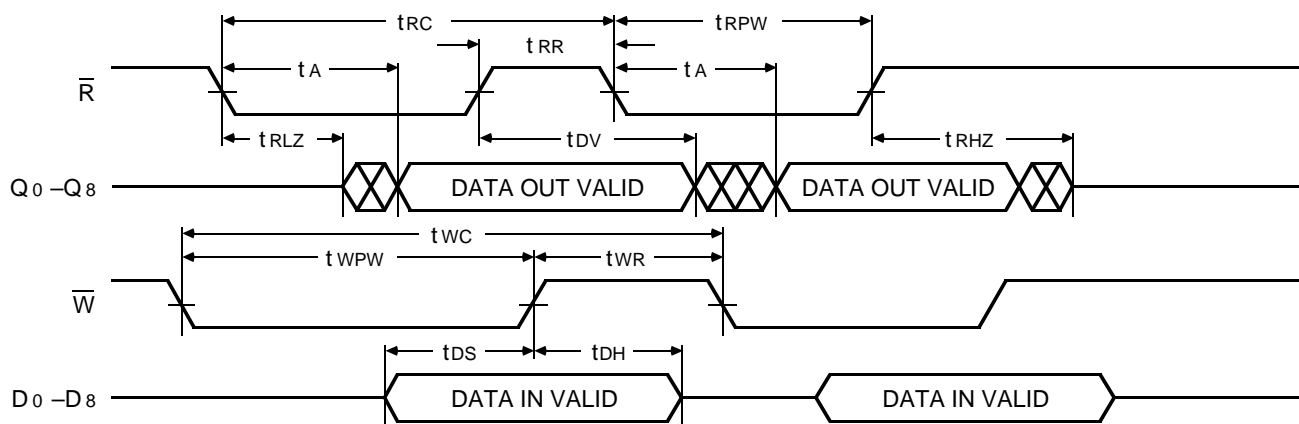 tRC tRPW
tRR
tA tA
R̅
tRLZ tDV tRHZ
Q0–Q8 DATA OUT VALID DATA OUT VALID
tWC
tWPW tWR
W̅
tDS tDH
D0–D8 DATA IN VALID DATA IN VALID